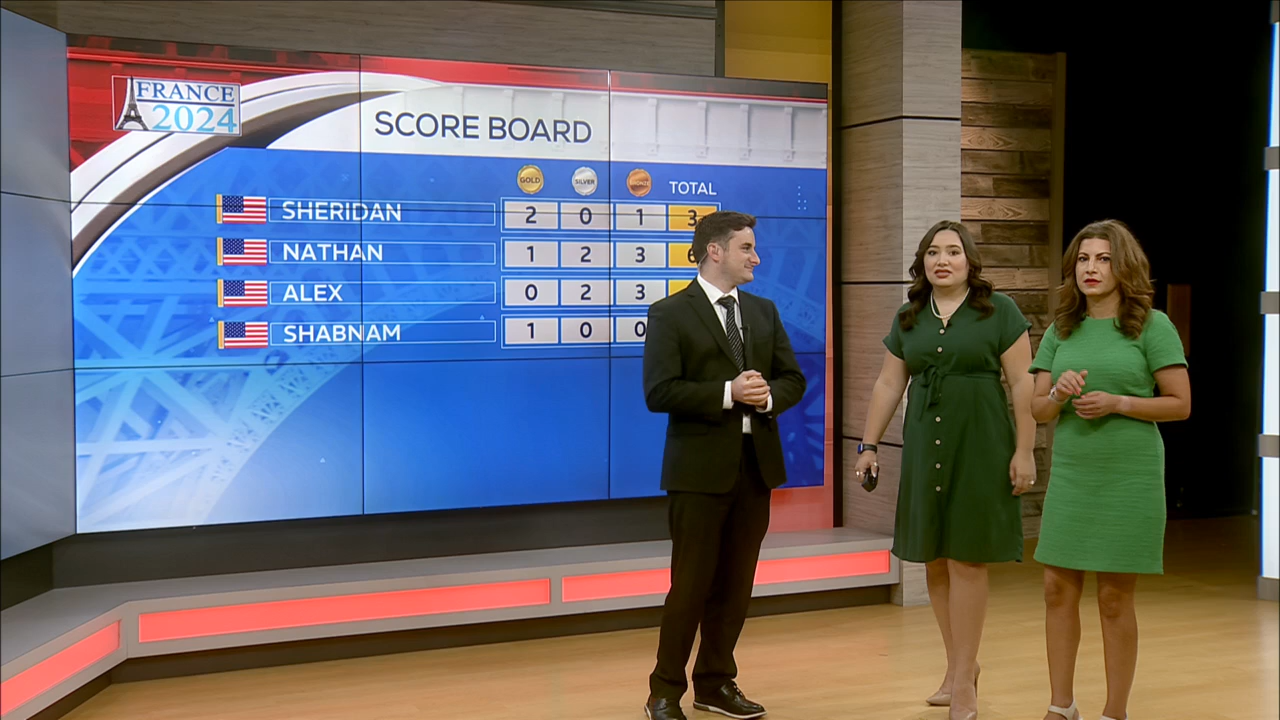 FRANCE
2024
SCORE BOARD
GOLD SILVER BRONZE TOTAL
SHERIDAN 2 0 1 3
NATHAN 1 2 3 6
ALEX 0 2 3
SHABNAM 1 0 0